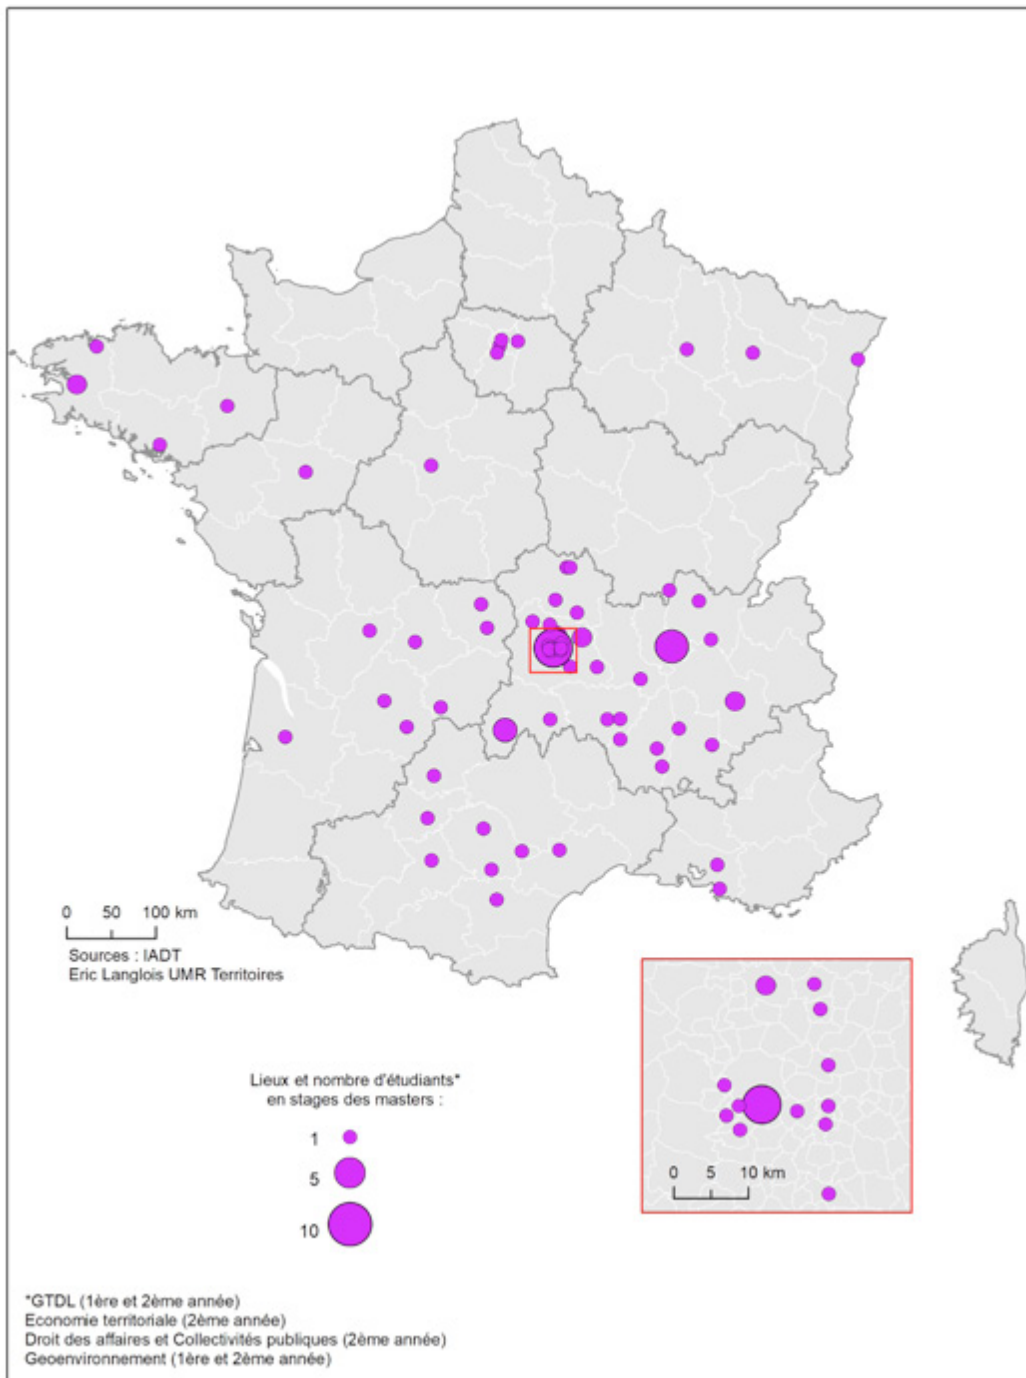 0 50 100 km
Sources : IADT
Eric Langlois UMR Territoires
Lieux et nombre d'étudiants*
en stages des masters :
1
5
10
0 5 10 km
*GTDL (1ère et 2ème année)
Economie territoriale (2ème année)
Droit des affaires et Collectivités publiques (2ème année)
Geoenvironnement (1ère et 2ème année)